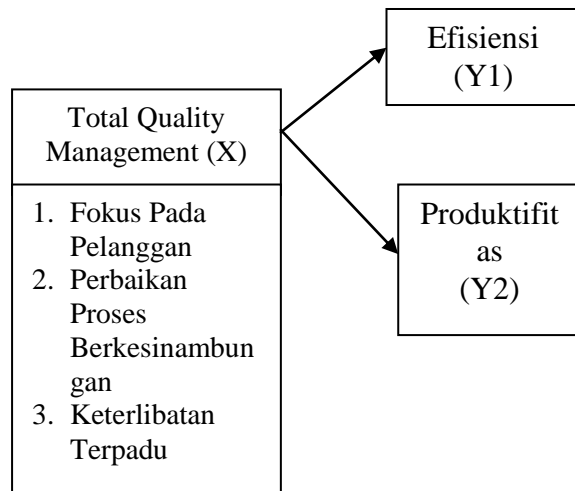 Efisiensi
(Y1)
Total Quality
Management (X)
1. Fokus Pada
Pelanggan
2. Perbaikan
Proses
Berkesinambun
gan
3. Keterlibatan
Terpadu
Produktifit
as
(Y2)